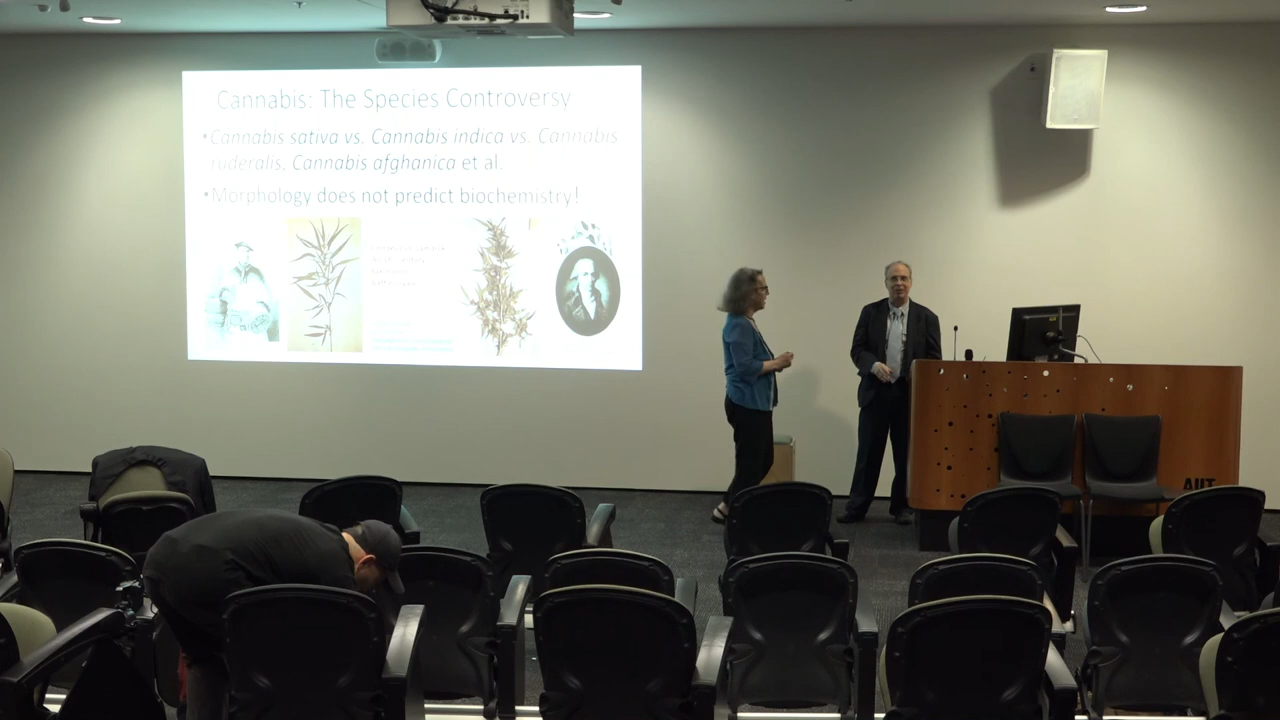 Cannabis: The Species Controversy
•Cannabis sativa vs. Cannabis indica vs. Cannabis
ruderalis, Cannabis afghanica et al.
•Morphology does not predict biochemistry!
AUT